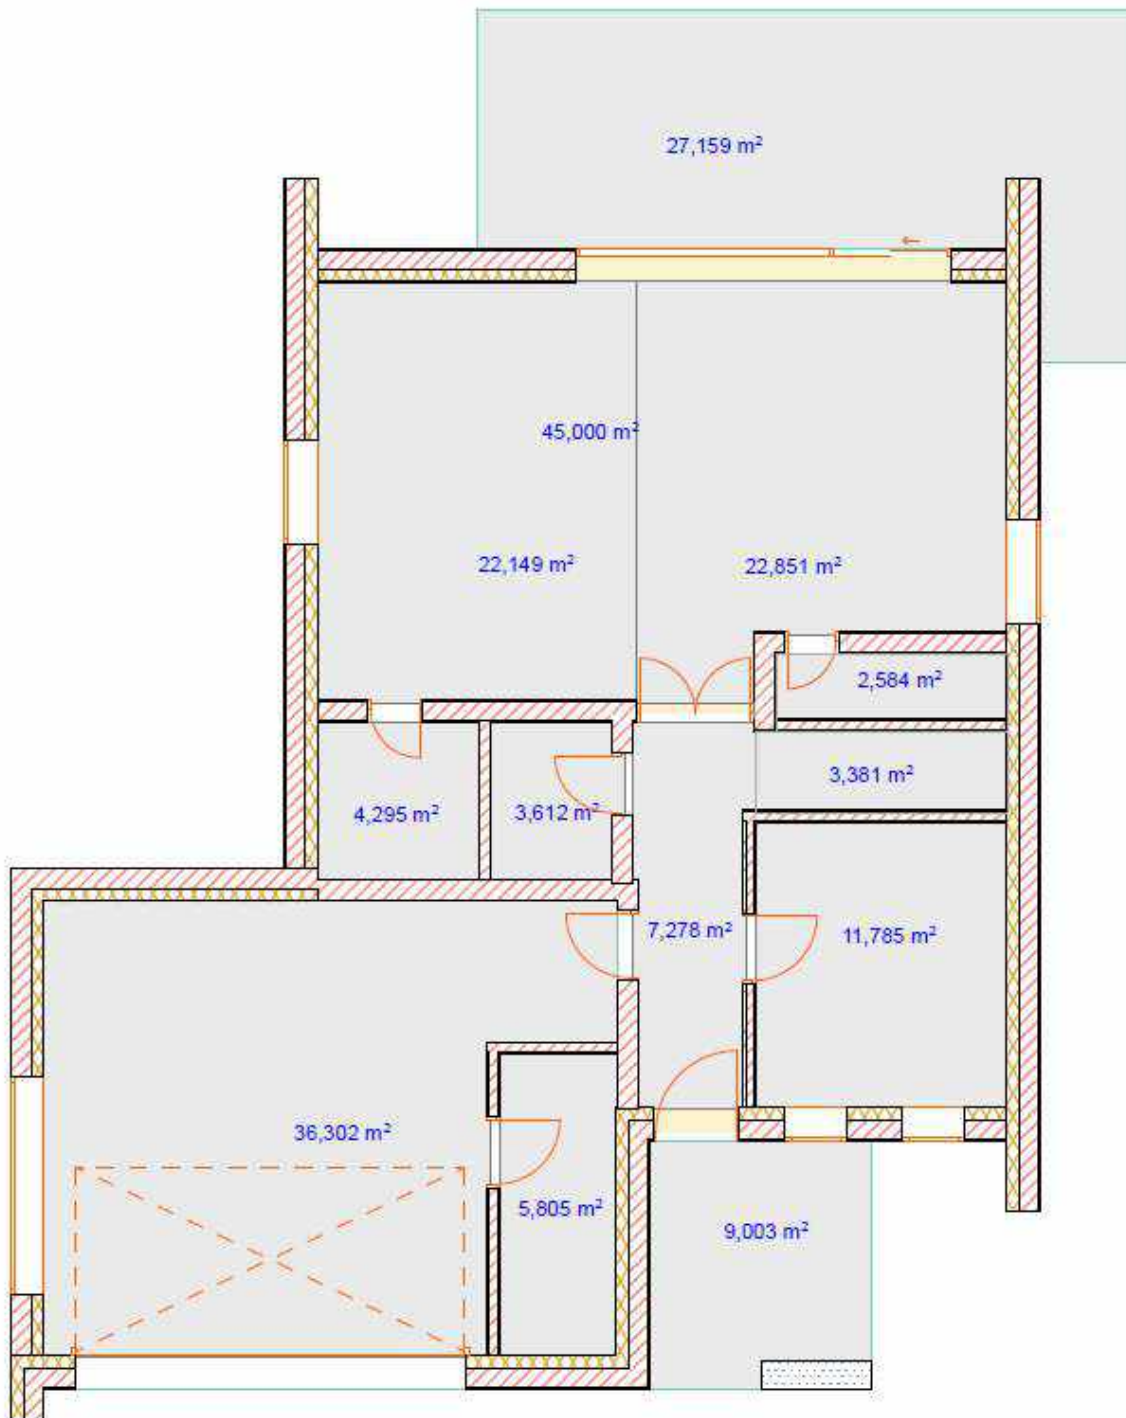 27,159 m²
45,000 m²
22,149 m²
22,851 m²
2,584 m²
3,381 m²
4,295 m²
3,612 m²
7,278 m²
11,785 m²
36,302 m²
5,805 m²
9,003 m²